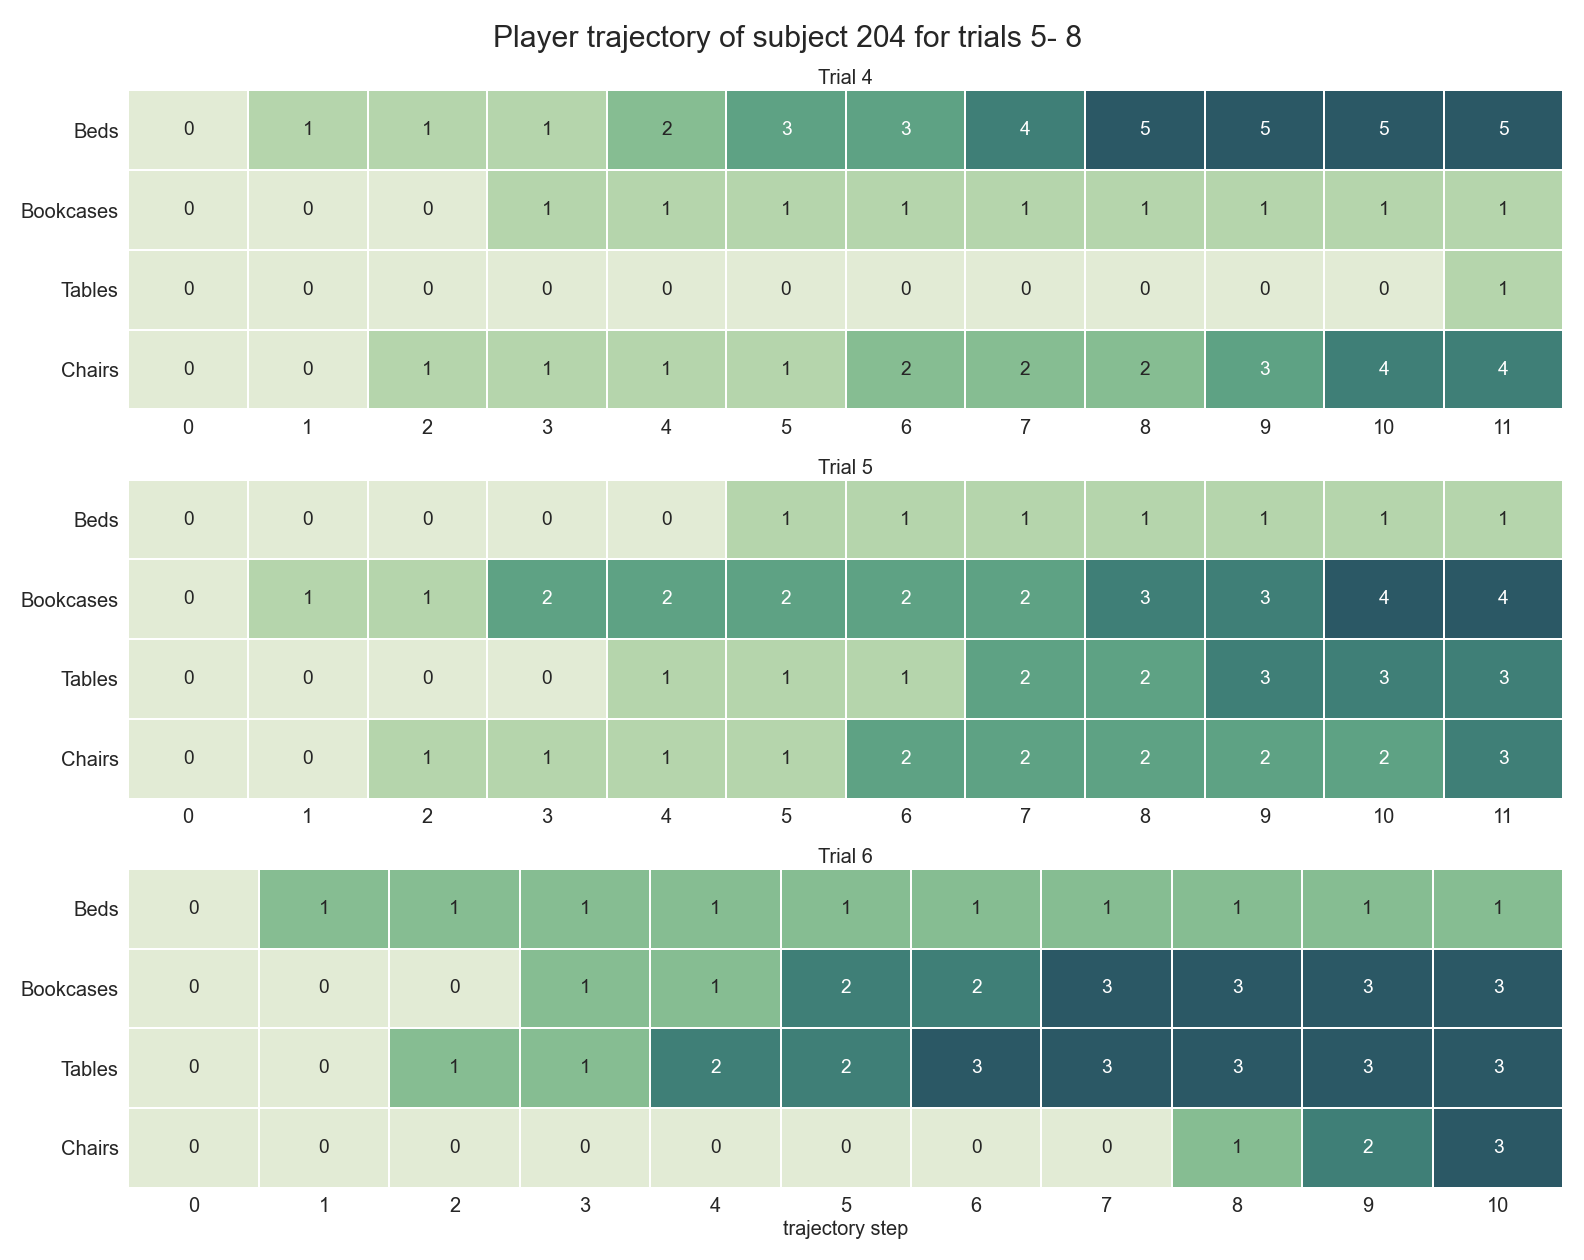 Player trajectory of subject 204 for trials 5- 8
Trial 4
Beds 0 1 1 1 2 3 3 4 5 5 5 5
Bookcases 0 0 0 1 1 1 1 1 1 1 1 1
Tables 0 0 0 0 0 0 0 0 0 0 0 1
Chairs 0 0 1 1 1 1 2 2 2 3 4 4
0 1 2 3 4 5 6 7 8 9 10 11
Trial 5
Beds 0 0 0 0 0 1 1 1 1 1 1 1
Bookcases 0 1 1 2 2 2 2 2 3 3 4 4
Tables 0 0 0 0 1 1 1 2 2 3 3 3
Chairs 0 0 1 1 1 1 2 2 2 2 2 3
0 1 2 3 4 5 6 7 8 9 10 11
Trial 6
Beds 0 1 1 1 1 1 1 1 1 1 1
Bookcases 0 0 0 1 1 2 2 3 3 3 3
Tables 0 0 1 1 2 2 3 3 3 3 3
Chairs 0 0 0 0 0 0 0 0 1 2 3
0 1 2 3 4 5 6 7 8 9 10
trajectory step